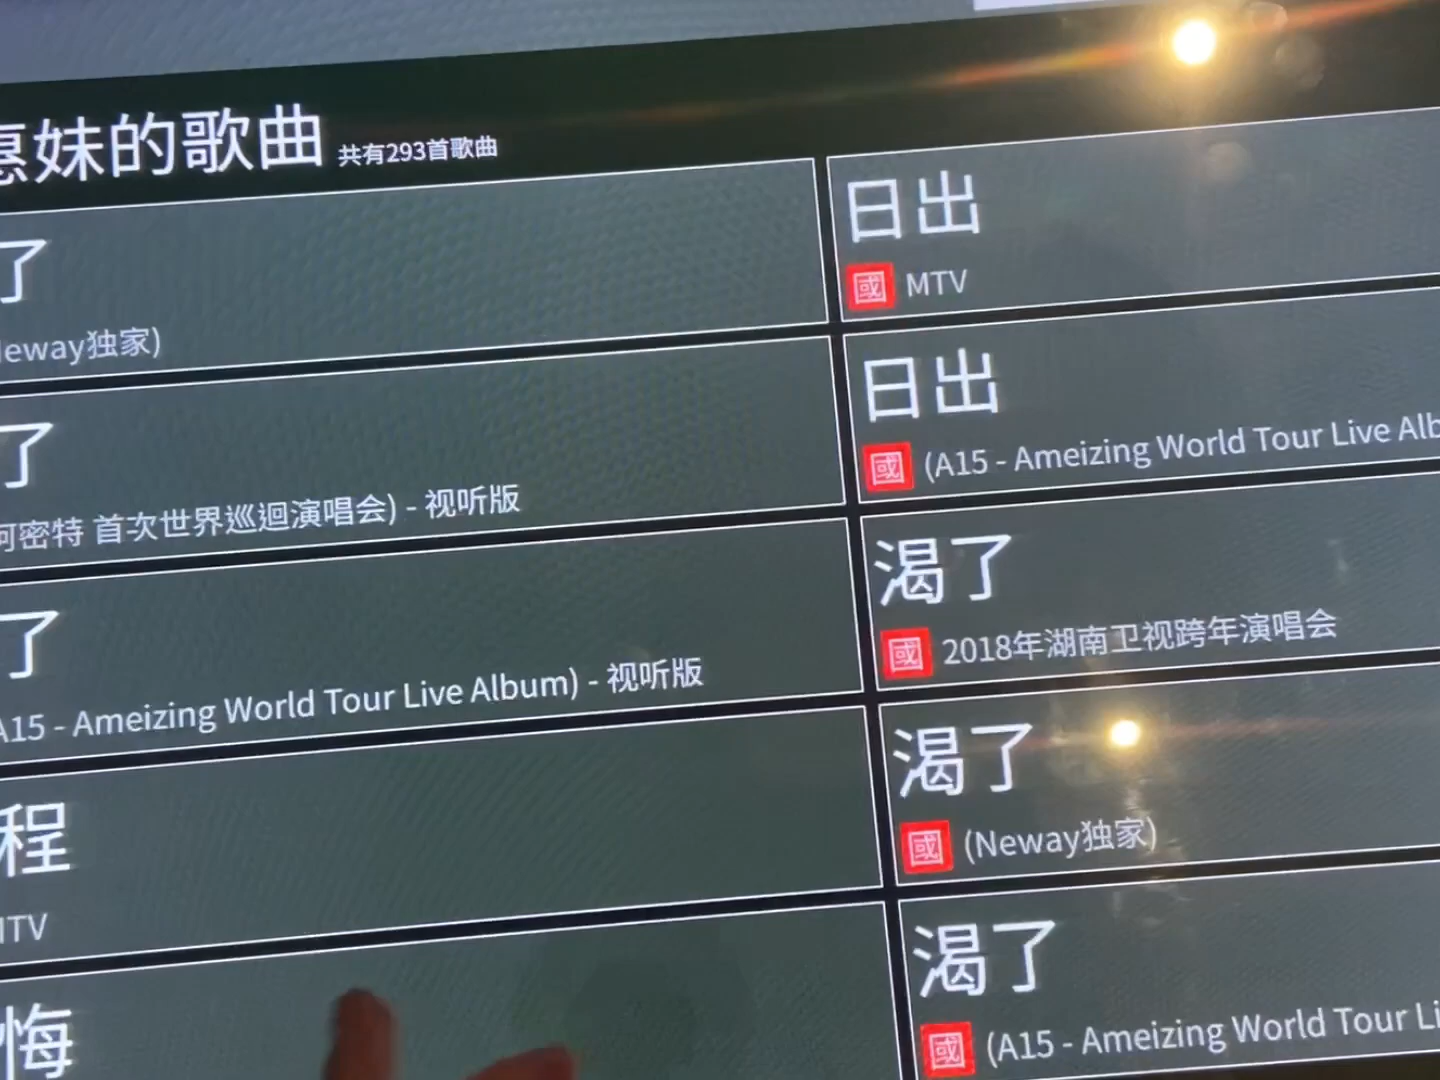 惠妹的歌曲 共有293首歌曲
了
Neway独家)
了
阿密特 首次世界巡迴演唱会) - 视听版
了
A15 - Ameizing World Tour Live Album) - 视听版
程
MTV
悔
日出
國 MTV
日出
國 (A15 - Ameizing World Tour Live Alb
渴了
國 2018年湖南卫视跨年演唱会
渴了
國 (Neway独家)
渴了
國 (A15 - Ameizing World Tour Li